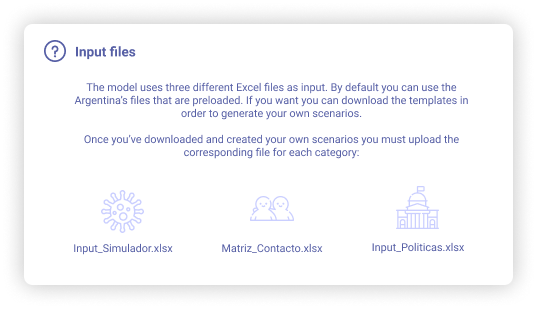 Input files
The model uses three different Excel files as input. By default you can use the
Argentina's files that are preloaded. If you want you can download the templates in
order to generate your own scenarios.
Once you've downloaded and created your own scenarios you must upload the
corresponding file for each category:
Input_Simulador.xlsx
Matriz_Contacto.xlsx
Input_Politicas.xlsx